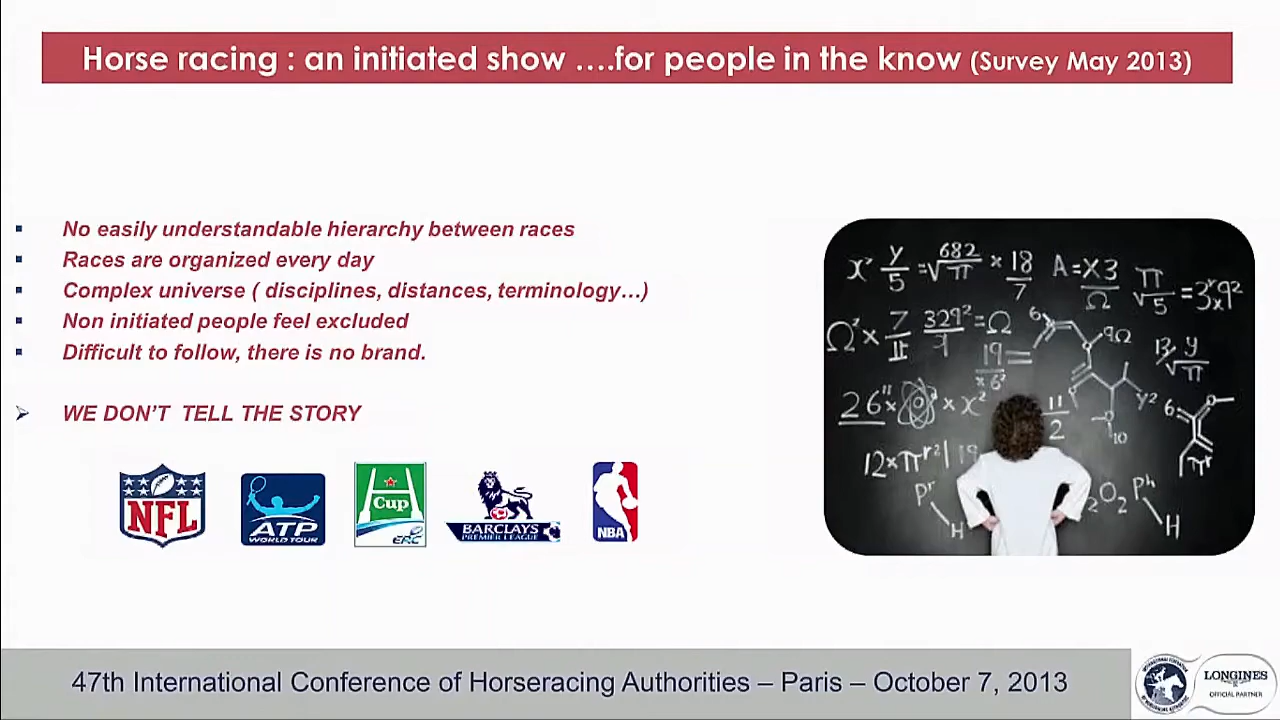 Horse racing : an initiated show ….for people in the know (Survey May 2013)
No easily understandable hierarchy between races
Races are organized every day
Complex universe ( disciplines, distances, terminology…)
Non initiated people feel excluded
Difficult to follow, there is no brand.
WE DON'T TELL THE STORY
NFL
ATP
WORLD TOUR
Cup
ERC
BARCLAYS
PREMIER LEAGUE
NBA
47th International Conference of Horseracing Authorities – Paris – October 7, 2013
LONGINES
OFFICIAL PARTNER